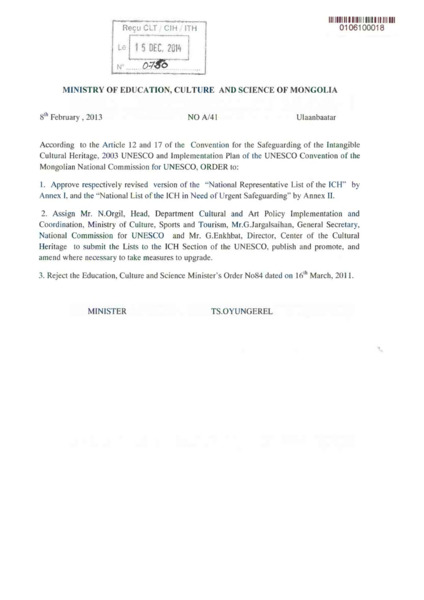 Reçu CLT / CIH / ITH
Le 15 DEC. 2014
N° 0780
0106100018
MINISTRY OF EDUCATION, CULTURE AND SCIENCE OF MONGOLIA
8th February , 2013 NO A/41 Ulaanbaatar
According to the Article 12 and 17 of the Convention for the Safeguarding of the Intangible
Cultural Heritage, 2003 UNESCO and Implementation Plan of the UNESCO Convention of the
Mongolian National Commission for UNESCO, ORDER to:
1. Approve respectively revised version of the "National Representative List of the ICH" by
Annex I, and the "National List of the ICH in Need of Urgent Safeguarding" by Annex II.
2. Assign Mr. N.Orgil, Head, Department Cultural and Art Policy Implementation and
Coordination, Ministry of Culture, Sports and Tourism, Mr.G.Jargalsaihan, General Secretary,
National Commission for UNESCO and Mr. G.Enkhbat, Director, Center of the Cultural
Heritage to submit the Lists to the ICH Section of the UNESCO, publish and promote, and
amend where necessary to take measures to upgrade.
3. Reject the Education, Culture and Science Minister's Order No84 dated on 16th March, 2011.
MINISTER TS.OYUNGEREL